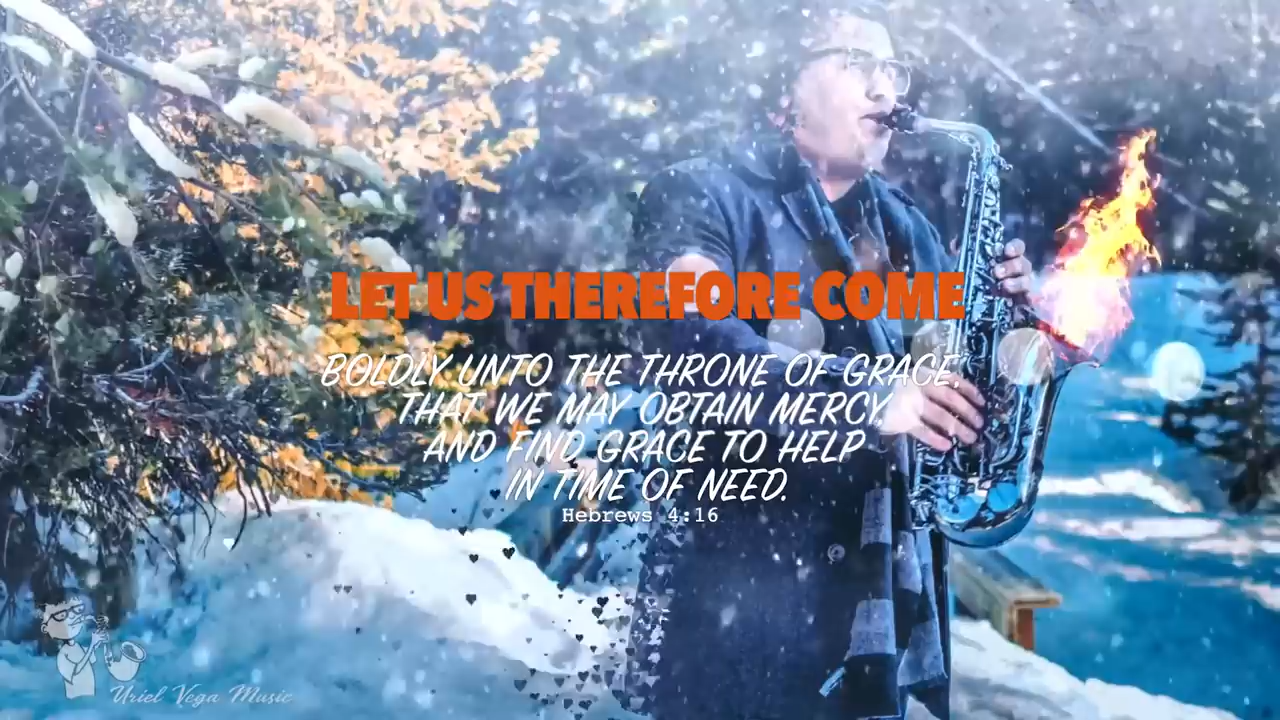 LET US THEREFORE COME
BOLDLY UNTO THE THRONE OF GRACE,
THAT WE MAY OBTAIN MERCY,
AND FIND GRACE TO HELP
IN TIME OF NEED.
Hebrews 4:16
Uriel Vega Music